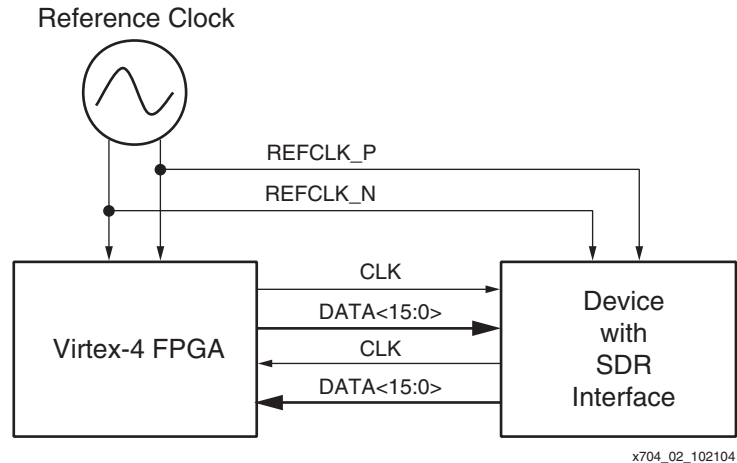 Reference Clock
REFCLK_P
REFCLK_N
CLK
DATA<15:0>
CLK
DATA<15:0>
Virtex-4 FPGA
Device
with
SDR
Interface
x704_02_102104